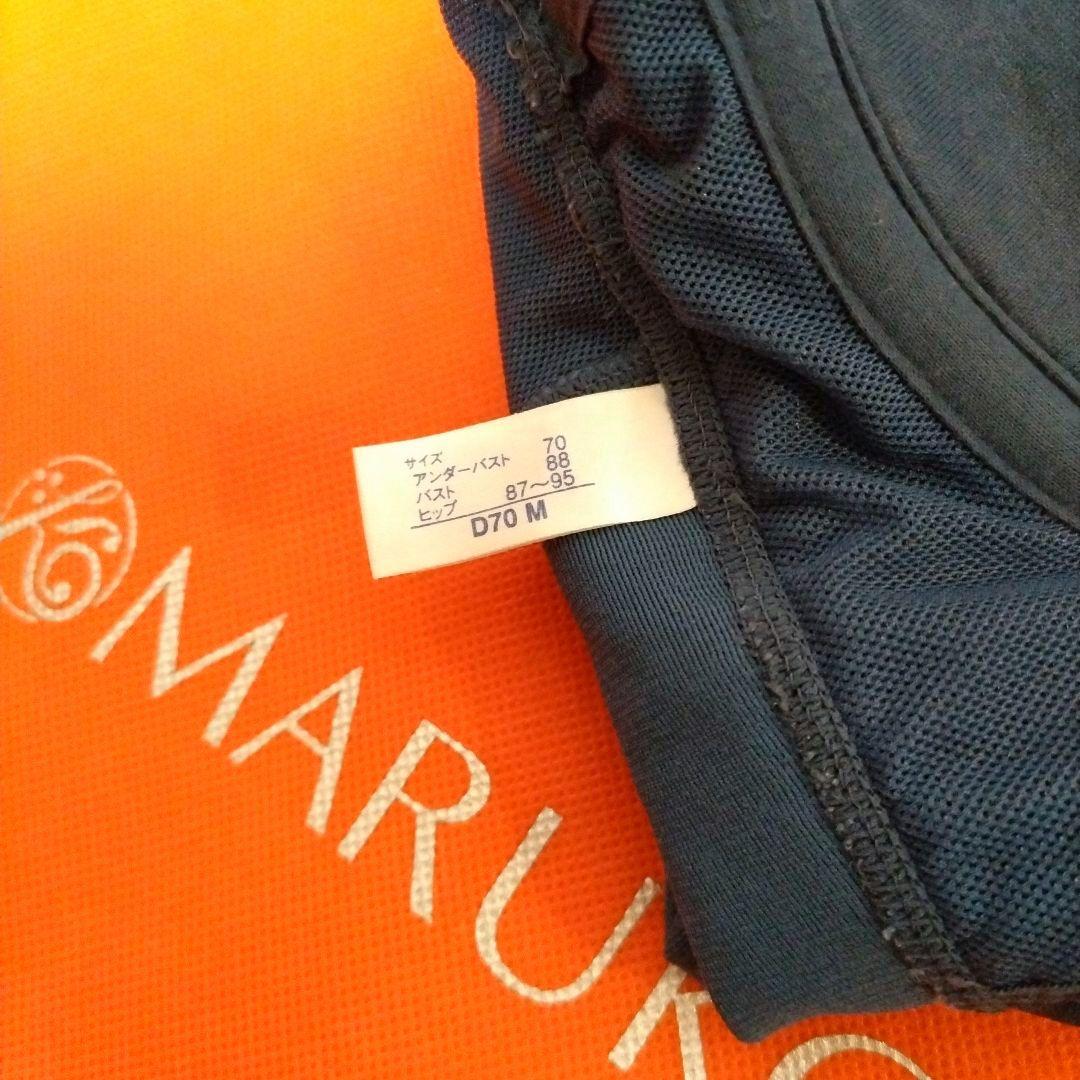 サイズ
アンダーバスト 70
バスト 88
ヒップ 87～95
D70 M
MARUKO